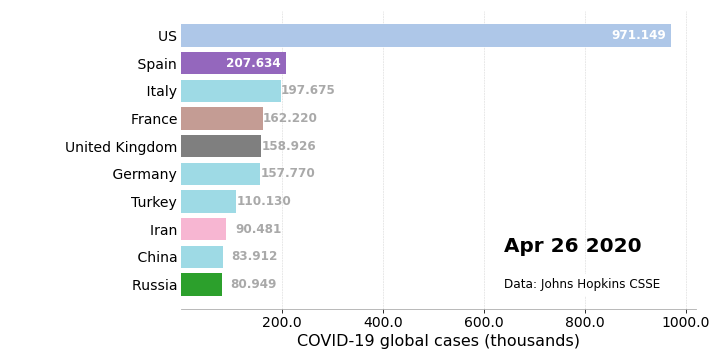 US 971.149
Spain 207.634
Italy 197.675
France 162.220
United Kingdom 158.926
Germany 157.770
Turkey 110.130
Iran 90.481
China 83.912
Russia 80.949
Apr 26 2020
Data: Johns Hopkins CSSE
200.0 400.0 600.0 800.0 1000.0
COVID-19 global cases (thousands)